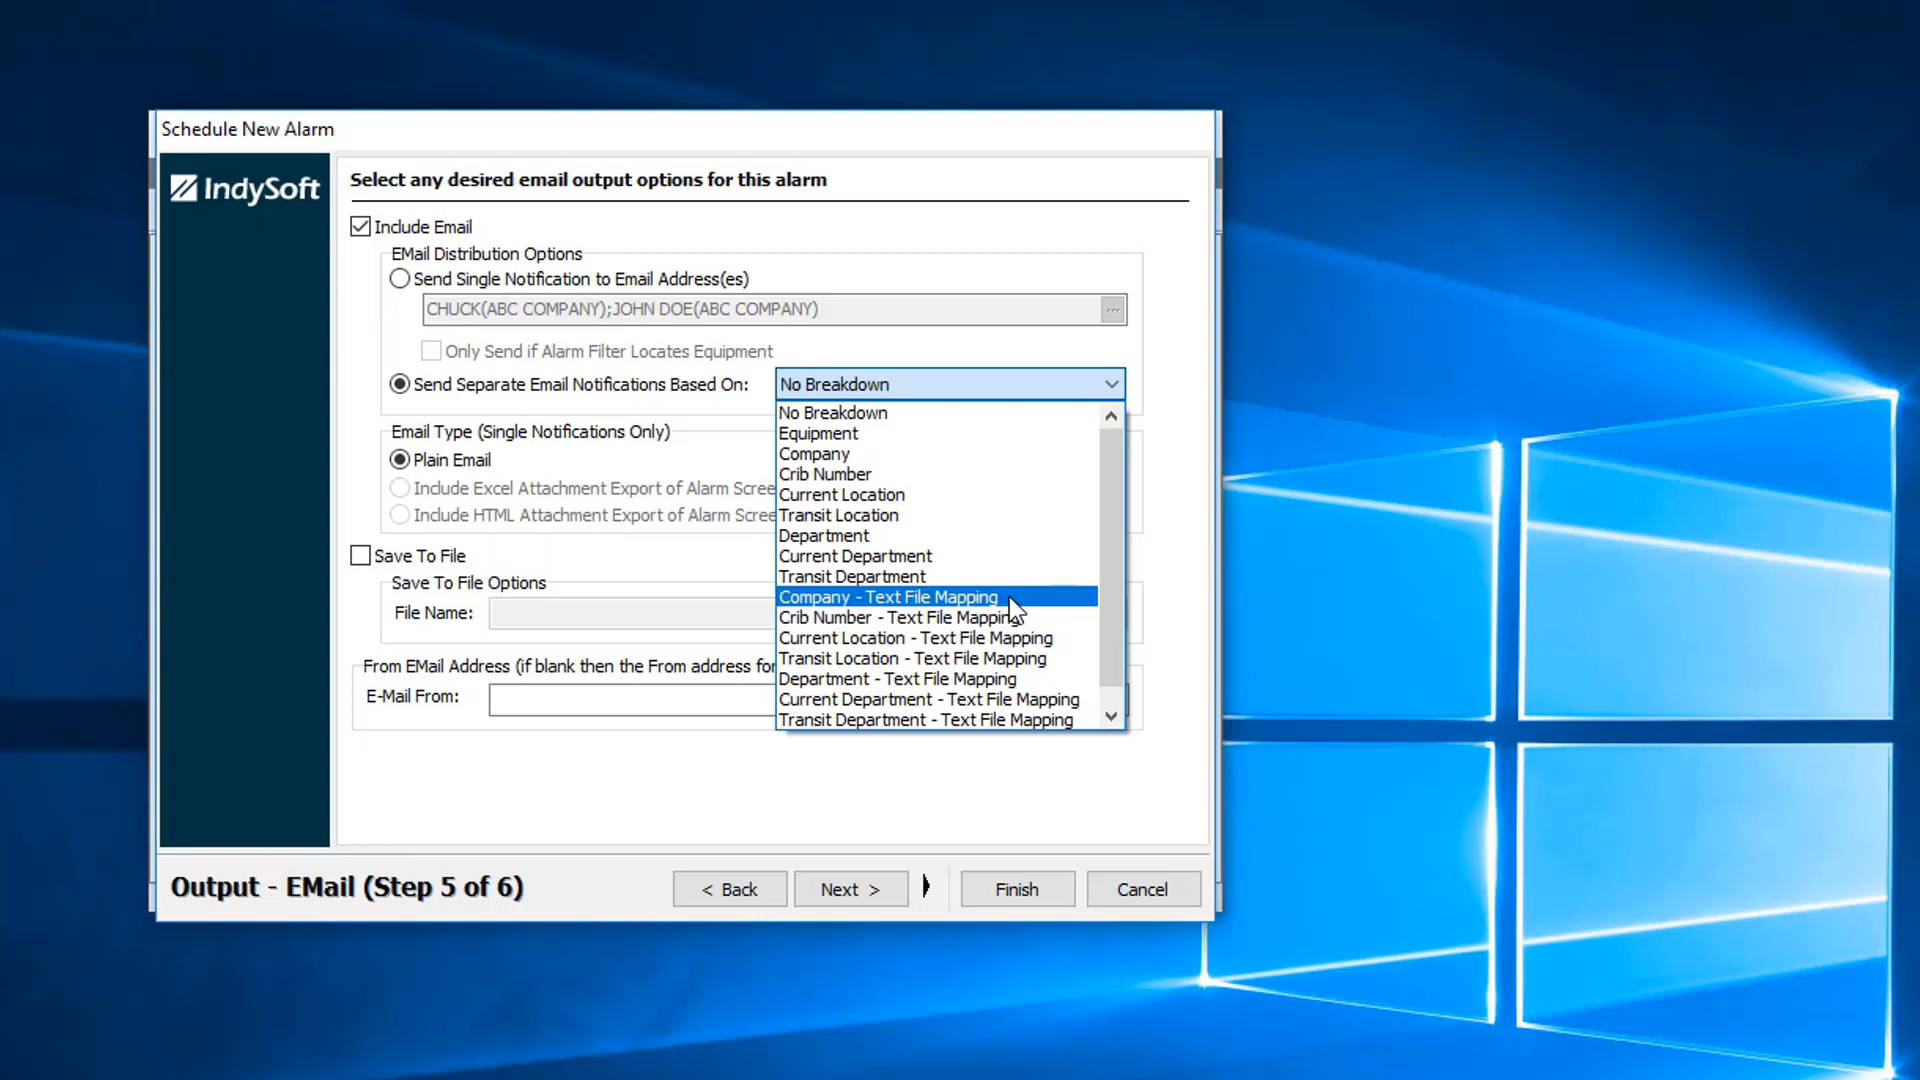 Schedule New Alarm
IndySoft
Select any desired email output options for this alarm
Include Email
EMail Distribution Options
Send Single Notification to Email Address(es)
CHUCK(ABC COMPANY);JOHN DOE(ABC COMPANY)
...
Only Send if Alarm Filter Locates Equipment
Send Separate Email Notifications Based On:
No Breakdown
No Breakdown
Equipment
Company
Crib Number
Current Location
Transit Location
Department
Current Department
Transit Department
Company - Text File Mapping
Crib Number - Text File Mapping
Current Location - Text File Mapping
Transit Location - Text File Mapping
Department - Text File Mapping
Current Department - Text File Mapping
Transit Department - Text File Mapping
Email Type (Single Notifications Only)
Plain Email
Include Excel Attachment Export of Alarm Scree
Include HTML Attachment Export of Alarm Scree
Save To File
Save To File Options
File Name:
From EMail Address (if blank then the From address for
E-Mail From:
Output - EMail (Step 5 of 6)
< Back
Next >
Finish
Cancel